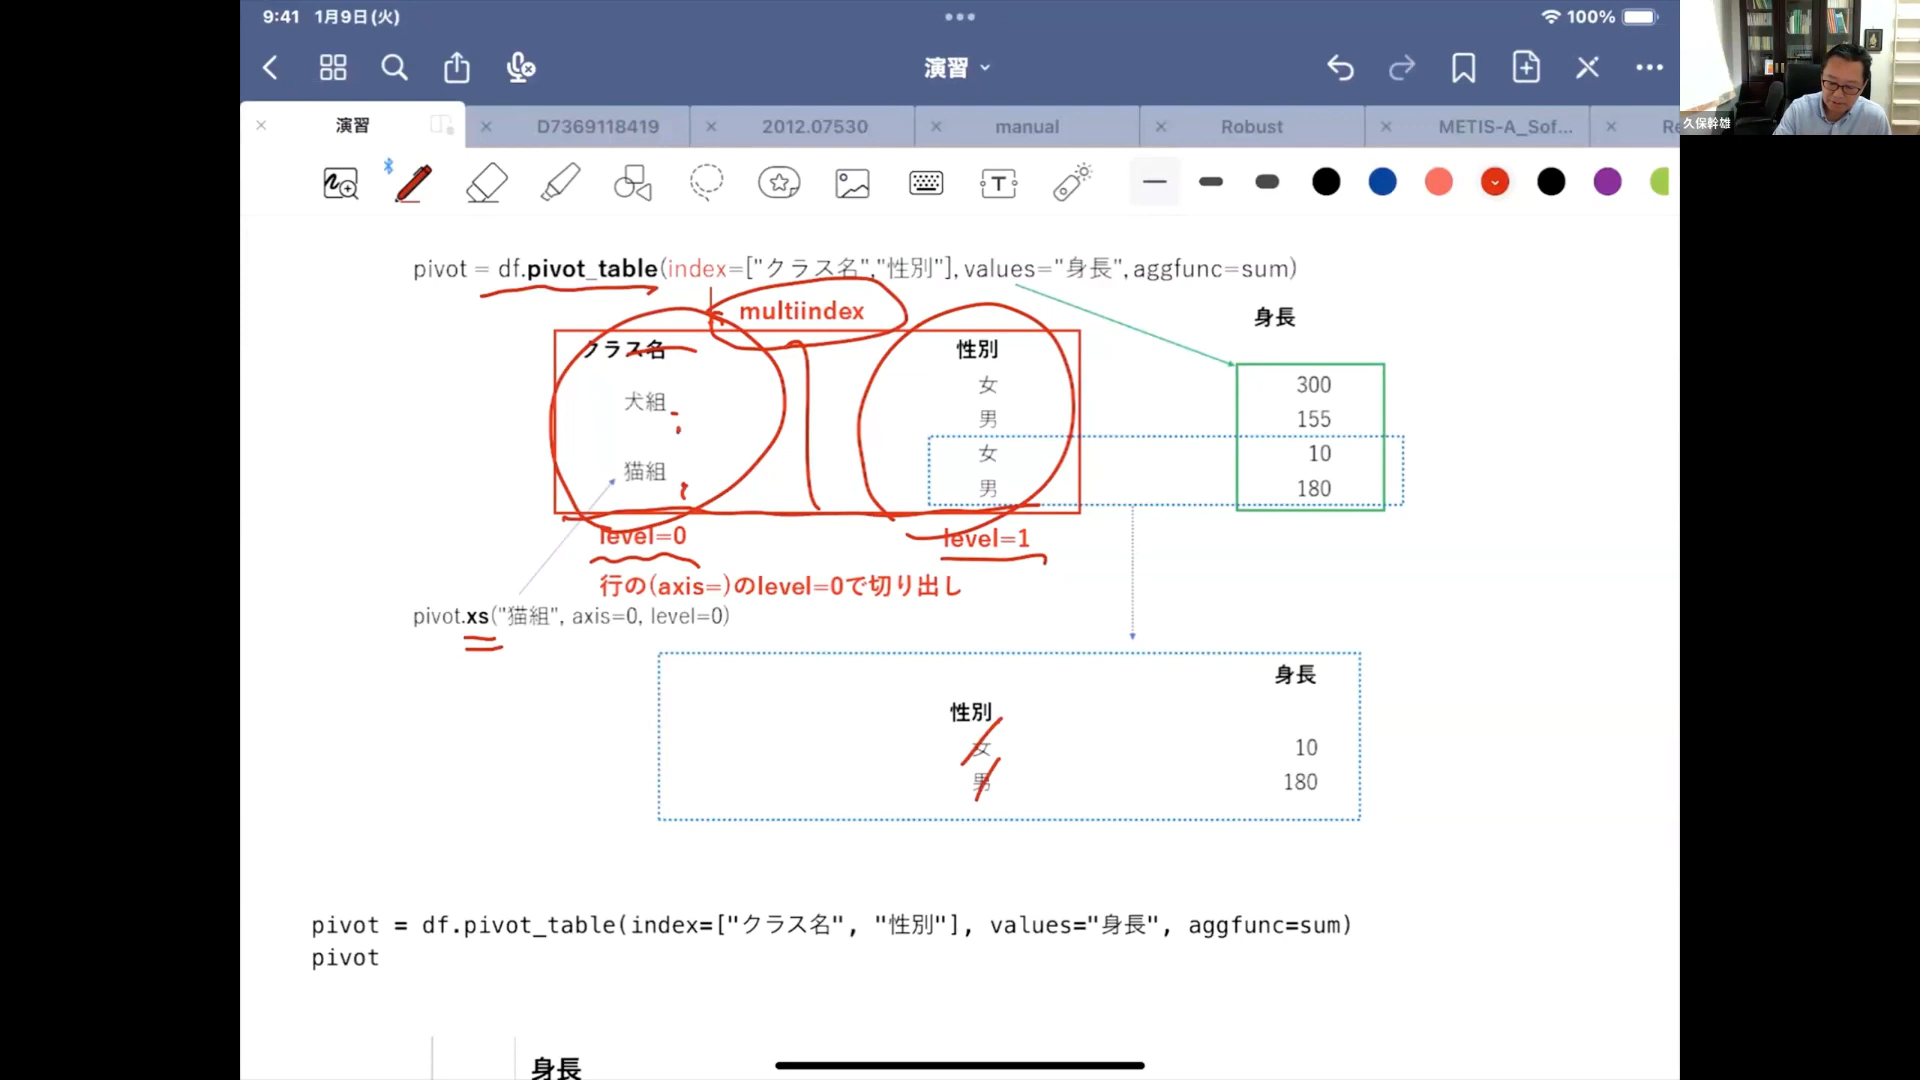 9:41 1月9日(火)
100%
演習
久保幹雄
演習
D7369118419
2012.07530
manual
Robust
METIS-A_Sof...
Re
pivot = df.pivot_table(index=["クラス名","性別"],values="身長",aggfunc=sum)
multiindex
身長
クラス名 性別
女 300
犬組
男 155
女 10
猫組
男 180
level=0 level=1
行の(axis=)のlevel=0で切り出し
pivot.xs("猫組", axis=0, level=0)
身長
性別
女 10
男 180
pivot = df.pivot_table(index=["クラス名", "性別"], values="身長", aggfunc=sum)
pivot
身長